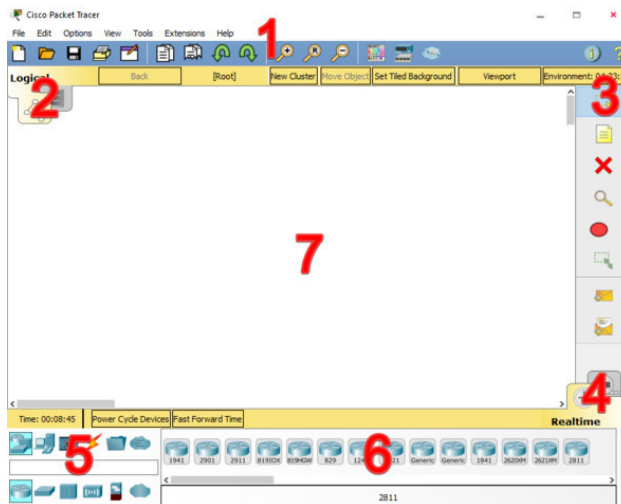 Cisco Packet Tracer
File Edit Options View Tools Extensions Help
1
Logical Back [Root] New Cluster Move Object Set Tiled Background Viewport Environment:
2
3
7
4
Time: 00:08:45 Power Cycle Devices Fast Forward Time Realtime
5
6
1941 2901 2911 819IOX 819HGW 829 Generic Generic 1841 2620XM 2621XM 2811
2811